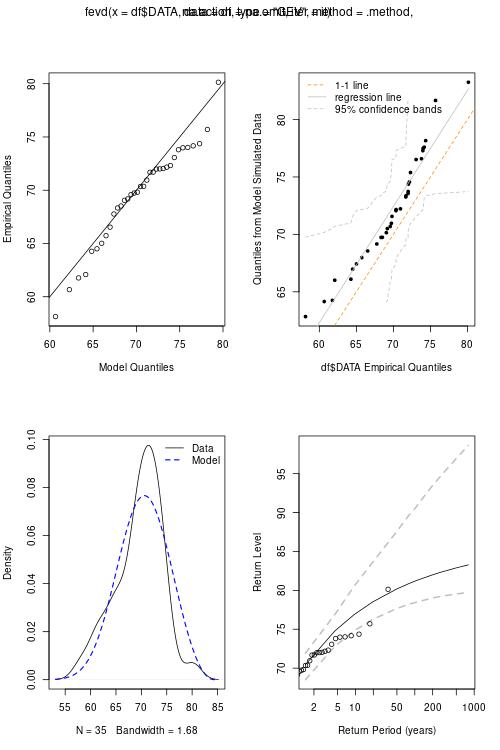 fevd(x = df$DATA, data = df, type = "GEV", method = .method,
80
75
70
65
60
60 65 70 75 80
Empirical Quantiles
Model Quantiles
1-1 line
regression line
95% confidence bands
80
75
70
65
60 65 70 75 80
Quantiles from Model Simulated Data
df$DATA Empirical Quantiles
Data
Model
0.10
0.08
0.06
0.04
0.02
0.00
55 60 65 70 75 80 85
Density
N = 35 Bandwidth = 1.68
95
90
85
80
75
70
2 5 10 50 200 1000
Return Level
Return Period (years)